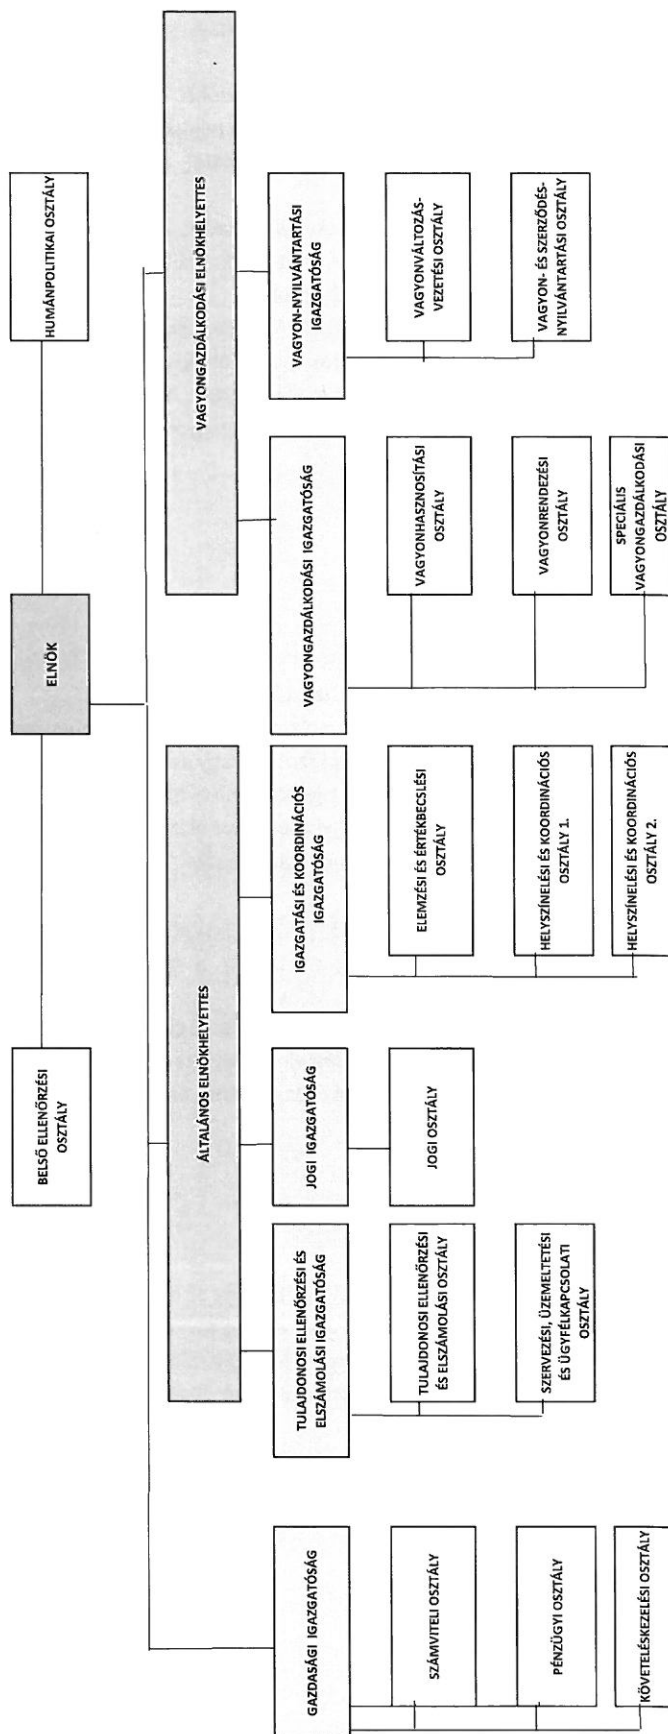 ELNÖK
BELSŐ ELLENŐRZÉSI
OSZTÁLY
HUMÁNPOLITIKAI OSZTÁLY
ÁLTALÁNOS ELNÖKHELYETTES
VAGYONGAZDÁLKODÁSI ELNÖKHELYETTES
GAZDASÁGI IGAZGATÓSÁG
TULAJDONOSI ELLENŐRZÉSI ÉS
ELSZÁMOLÁSI IGAZGATÓSÁG
JOGI IGAZGATÓSÁG
IGAZGATÁSI ÉS KOORDINÁCIÓS
IGAZGATÓSÁG
VAGYONGAZDÁLKODÁSI IGAZGATÓSÁG
VAGYON-NYILVÁNTARTÁSI
IGAZGATÓSÁG
SZÁMVITELI OSZTÁLY
TULAJDONOSI ELLENŐRZÉSI
ÉS ELSZÁMOLÁSI OSZTÁLY
JOGI OSZTÁLY
ELEMZÉSI ÉS ÉRTÉKBECSLÉSI
OSZTÁLY
VAGYONHASZNOSÍTÁSI
OSZTÁLY
VAGYONVÁLTOZÁS-
VEZETÉSI OSZTÁLY
PÉNZÜGYI OSZTÁLY
SZERVEZÉSI, ÜZEMELTETÉSI
ÉS ÜGYFÉLKAPCSOLATI
OSZTÁLY
HELYSZÍNELÉSI ÉS KOORDINÁCIÓS
OSZTÁLY 1.
VAGYONRENDEZÉSI
OSZTÁLY
VAGYON- ÉS SZERZŐDÉS-
NYILVÁNTARTÁSI OSZTÁLY
KÖVETELÉSKEZELÉSI OSZTÁLY
HELYSZÍNELÉSI ÉS KOORDINÁCIÓS
OSZTÁLY 2.
SPECIÁLIS
VAGYONGAZDÁLKODÁSI
OSZTÁLY